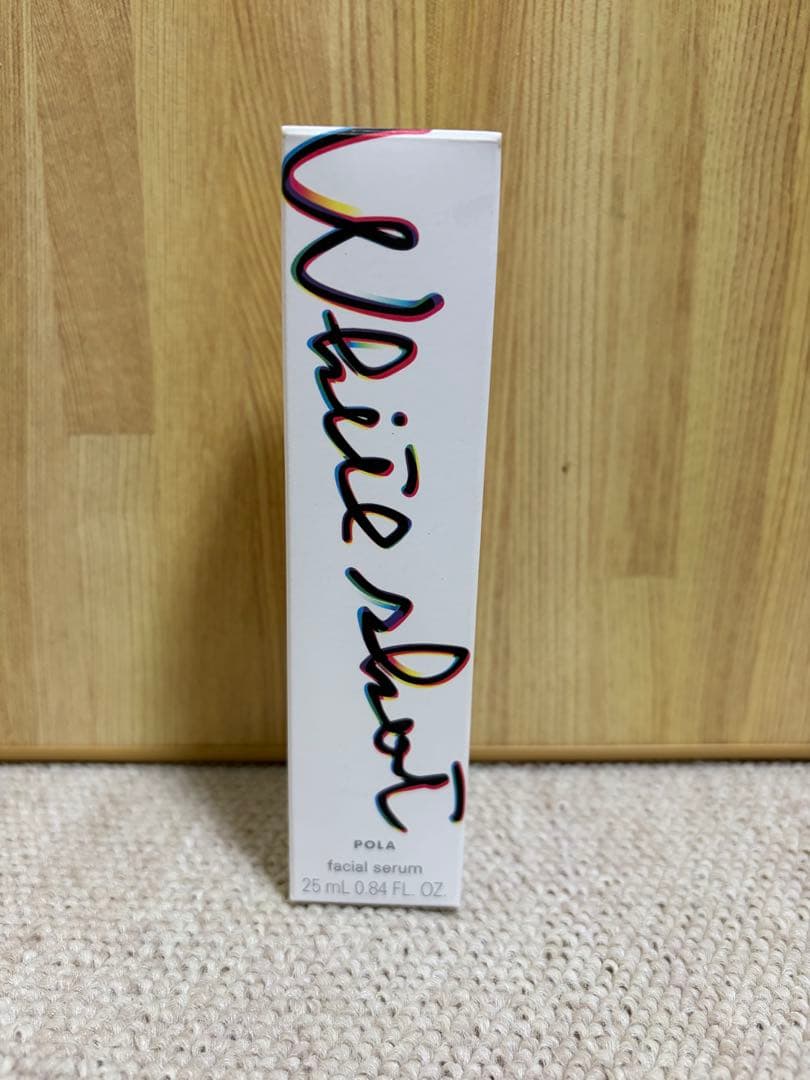 White shot
POLA
facial serum
25 mL 0.84 FL. OZ.